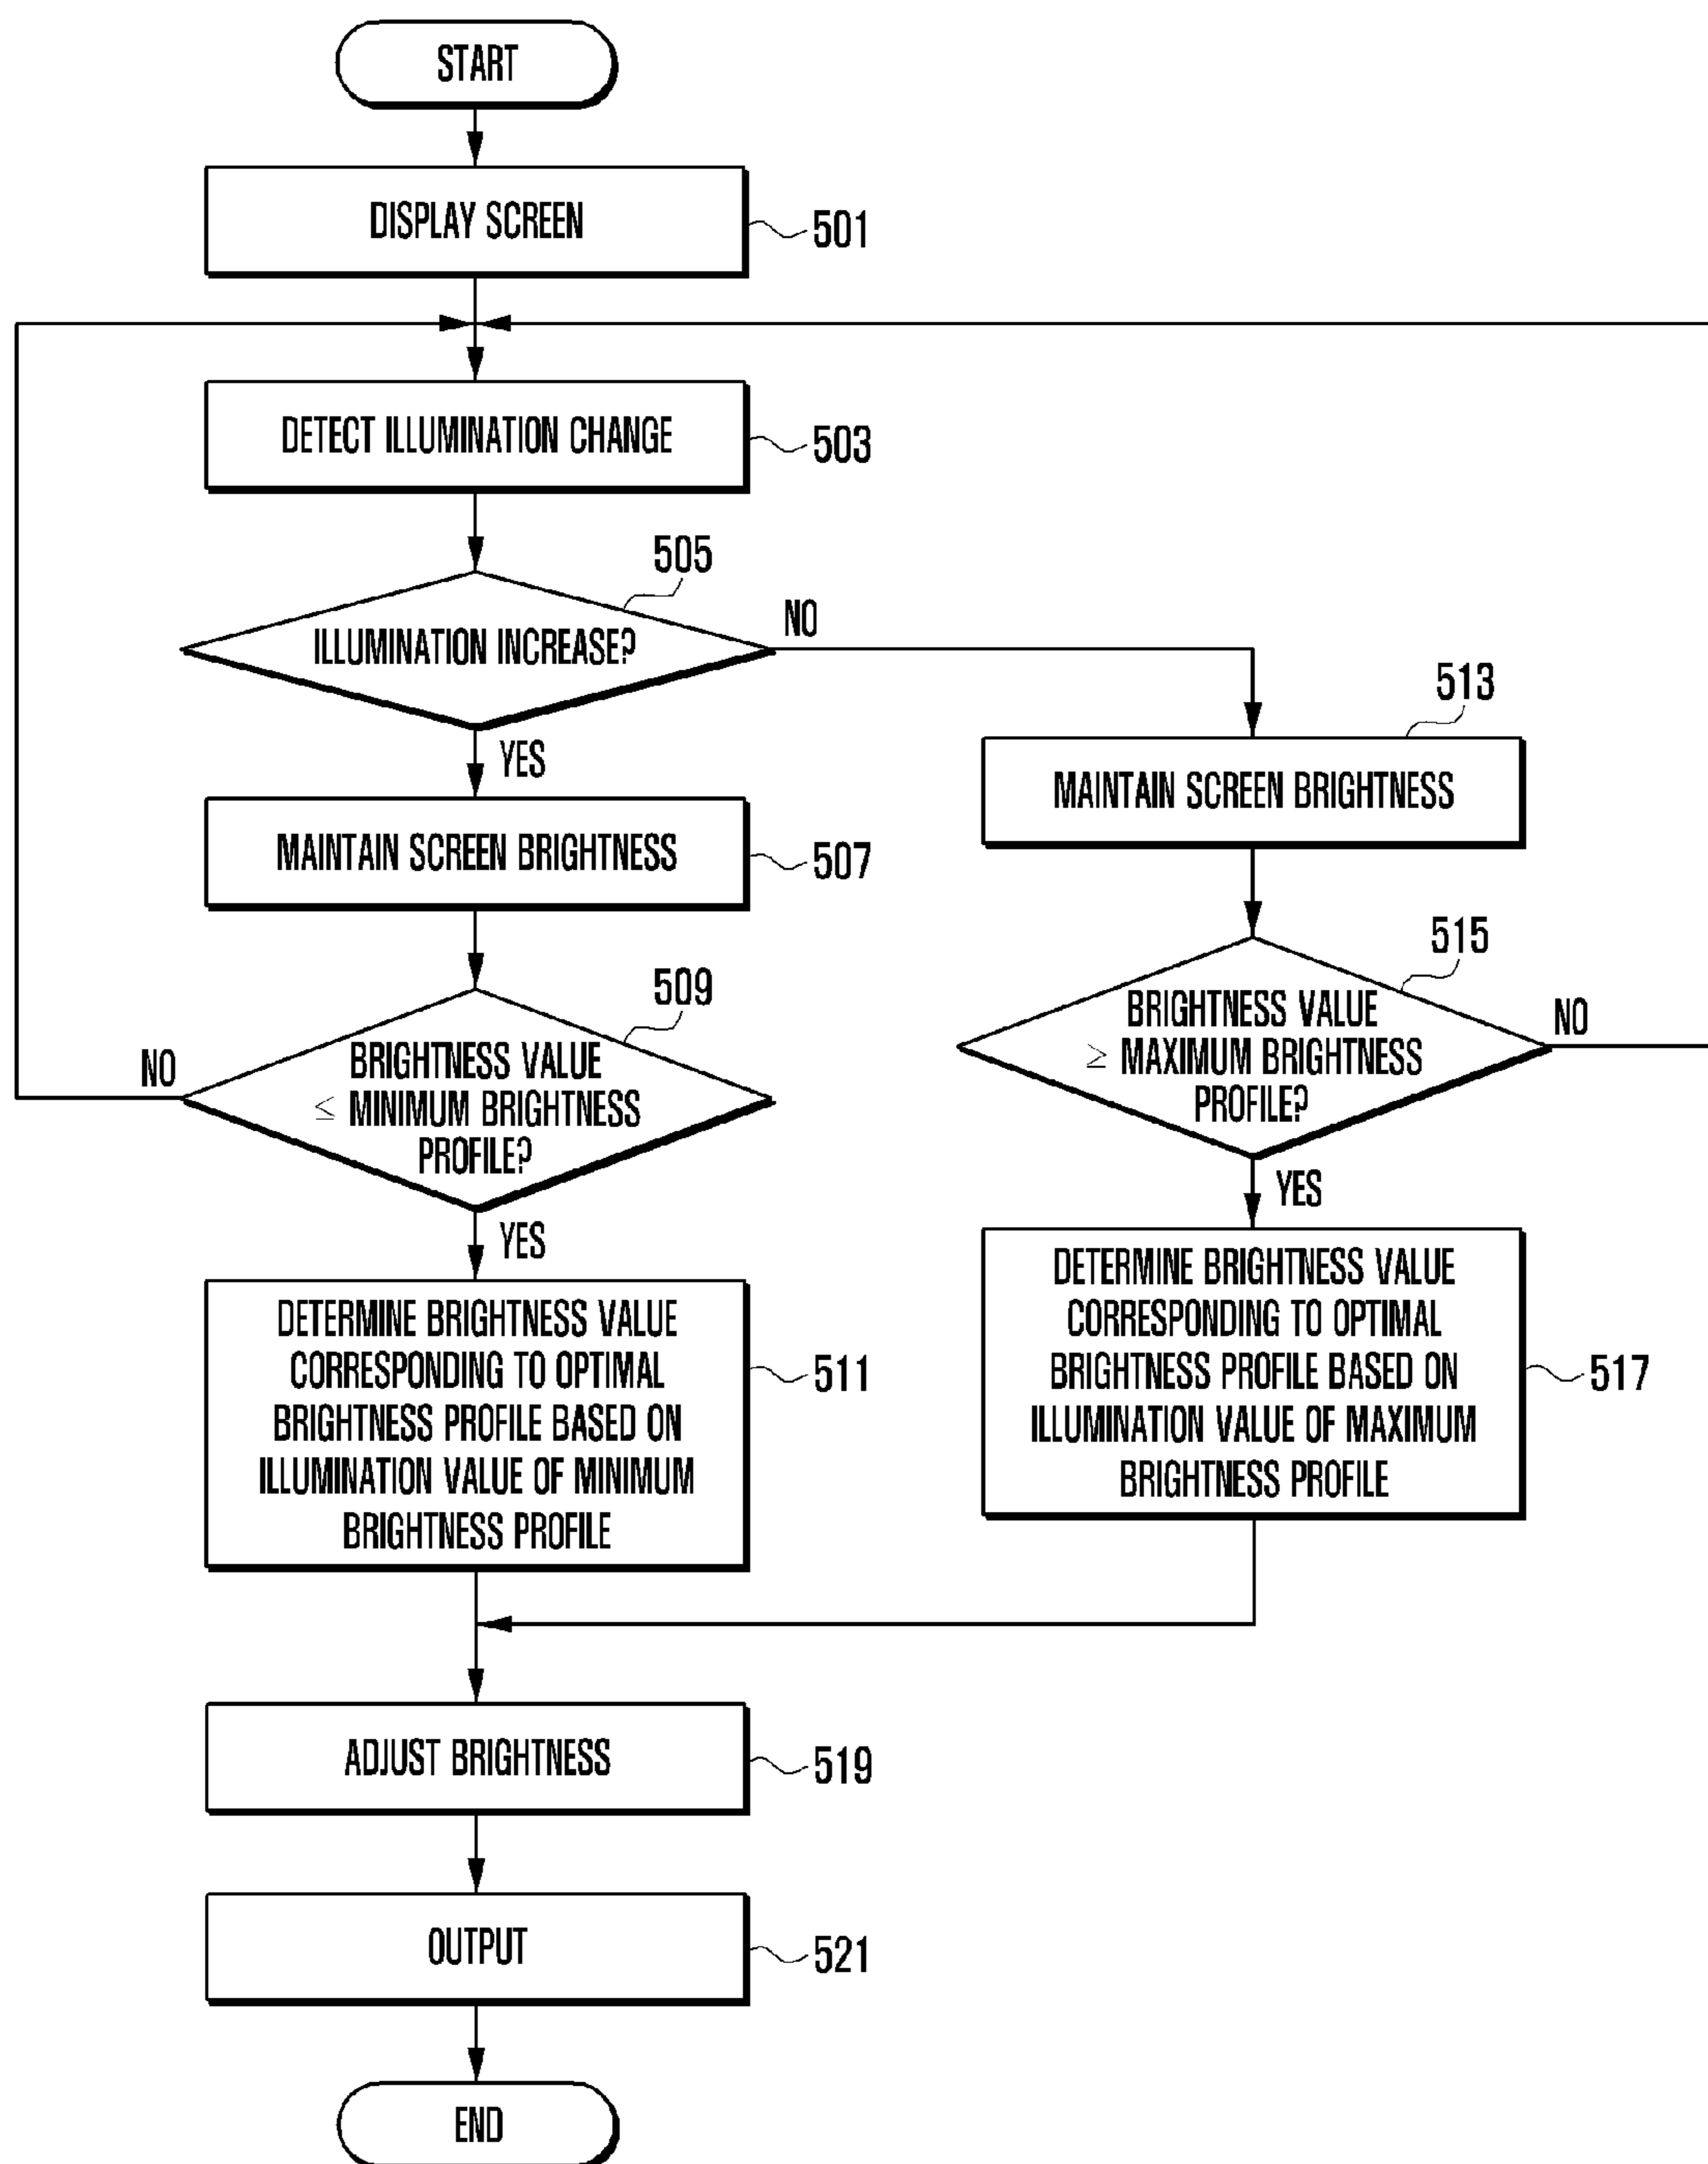 START
DISPLAY SCREEN
501
DETECT ILLUMINATION CHANGE
503
505
ILLUMINATION INCREASE?
NO
YES
MAINTAIN SCREEN BRIGHTNESS
507
509
BRIGHTNESS VALUE
≤ MINIMUM BRIGHTNESS
PROFILE?
NO
YES
DETERMINE BRIGHTNESS VALUE
CORRESPONDING TO OPTIMAL
BRIGHTNESS PROFILE BASED ON
ILLUMINATION VALUE OF MINIMUM
BRIGHTNESS PROFILE
511
513
MAINTAIN SCREEN BRIGHTNESS
515
BRIGHTNESS VALUE
≥ MAXIMUM BRIGHTNESS
PROFILE?
NO
YES
DETERMINE BRIGHTNESS VALUE
CORRESPONDING TO OPTIMAL
BRIGHTNESS PROFILE BASED ON
ILLUMINATION VALUE OF MAXIMUM
BRIGHTNESS PROFILE
517
ADJUST BRIGHTNESS
519
OUTPUT
521
END